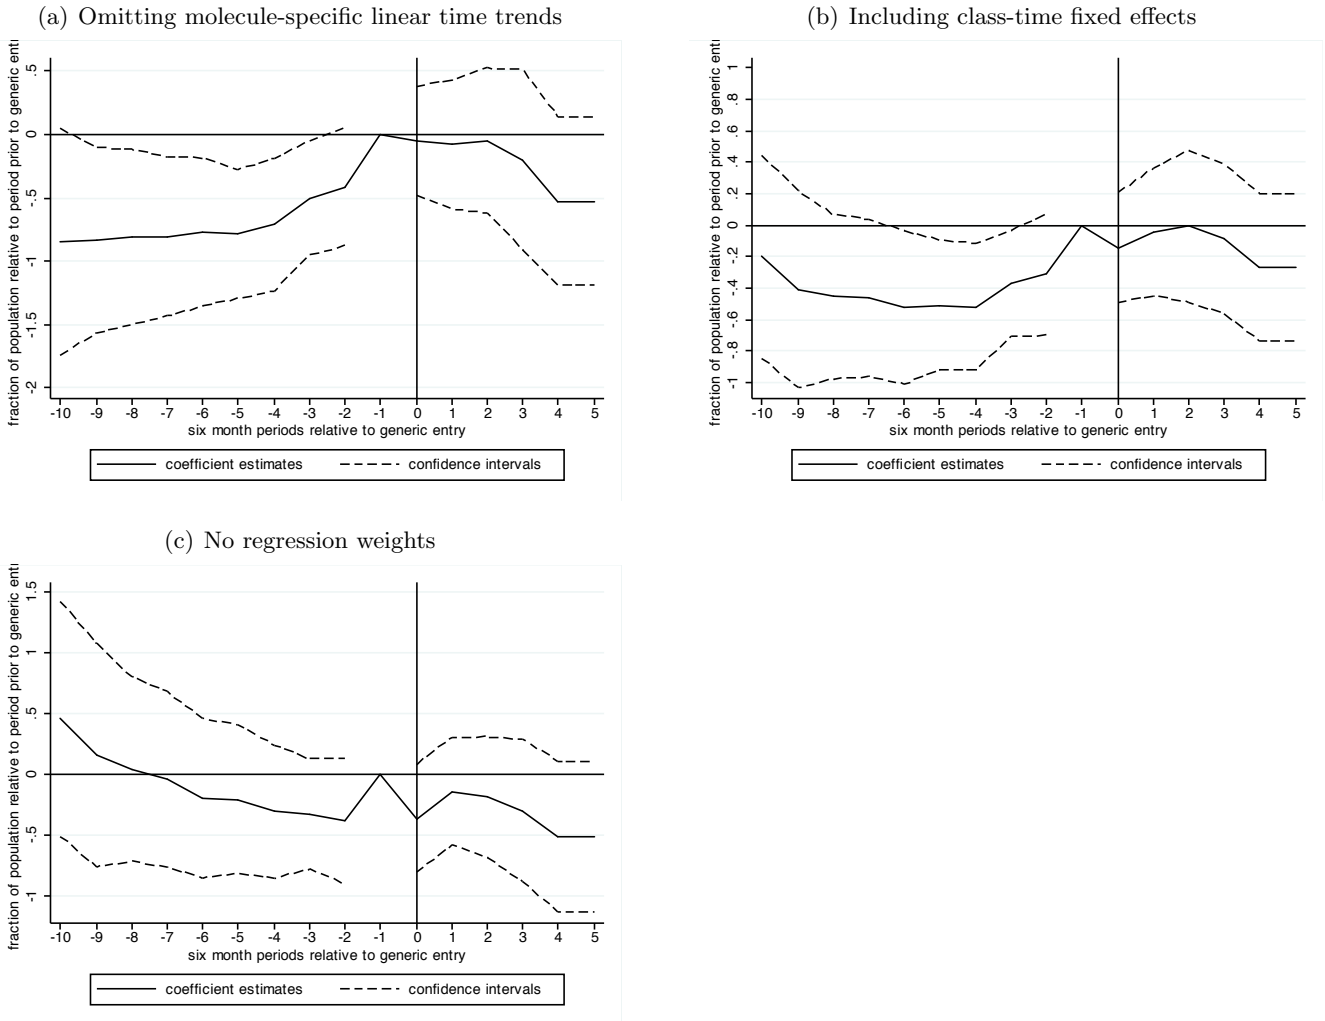 (a) Omitting molecule-specific linear time trends
fraction of population relative to period prior to generic enti
.5
0
-.5
-1
-1.5
-2
-10 -9 -8 -7 -6 -5 -4 -3 -2 -1 0 1 2 3 4 5
six month periods relative to generic entry
coefficient estimates confidence intervals
(b) Including class-time fixed effects
fraction of population relative to period prior to generic enti
1
.8
.6
.4
.2
0
-.2
-.4
-.6
-.8
-1
-10 -9 -8 -7 -6 -5 -4 -3 -2 -1 0 1 2 3 4 5
six month periods relative to generic entry
coefficient estimates confidence intervals
(c) No regression weights
fraction of population relative to period prior to generic enti
1.5
1
.5
0
-.5
-1
-10 -9 -8 -7 -6 -5 -4 -3 -2 -1 0 1 2 3 4 5
six month periods relative to generic entry
coefficient estimates confidence intervals